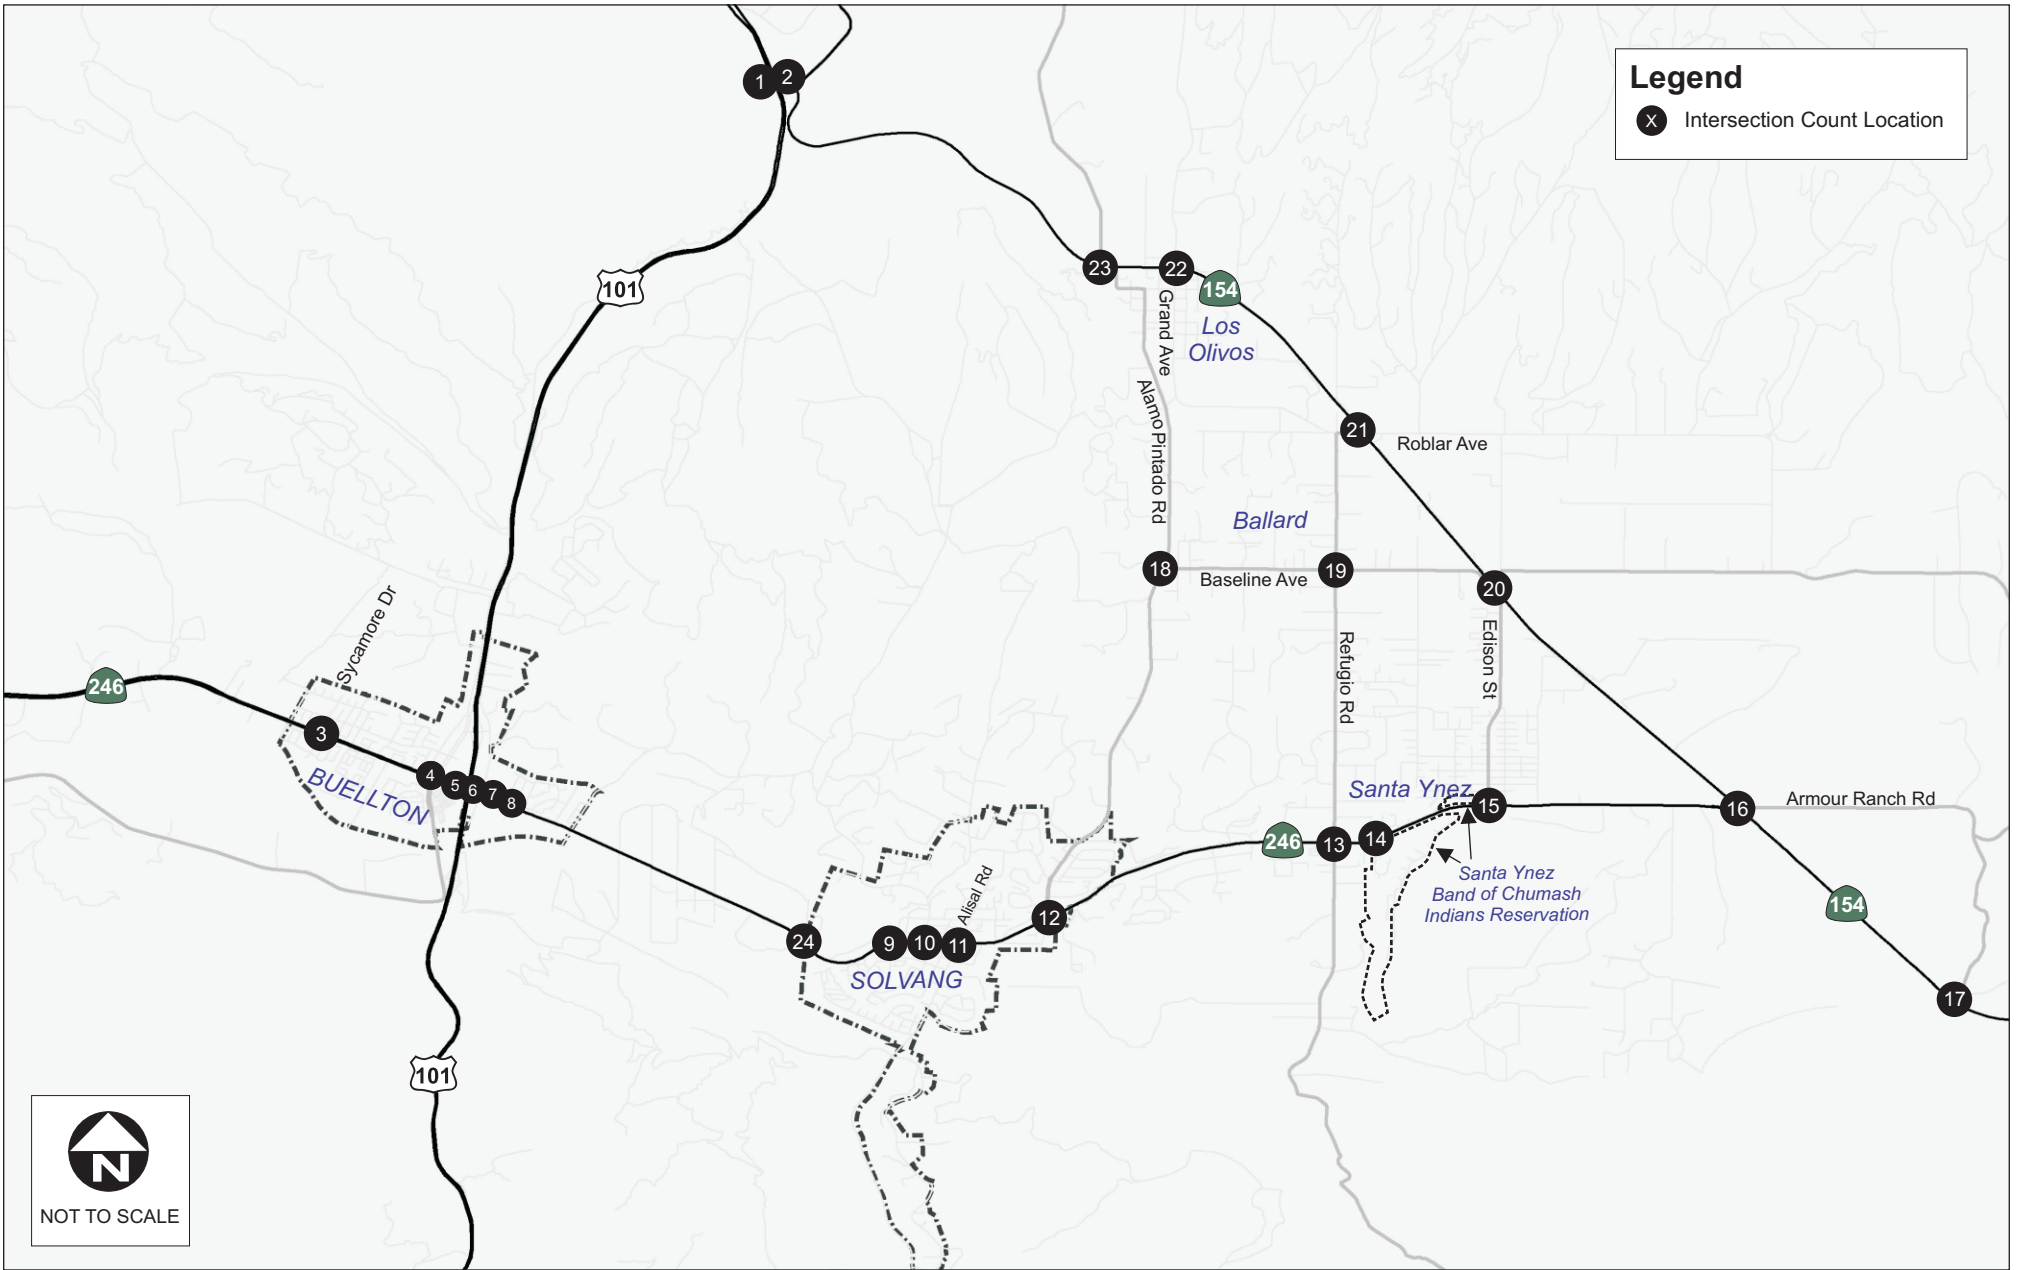 1
2
Legend
X Intersection Count Location
101
23
22
154
Grand Ave
Los
Olivos
Alamo Pintado Rd
21
Roblar Ave
Ballard
18
Baseline Ave
19
20
Sycamore Dr
Refugio Rd
Edison St
246
3
4
5
6
7
8
BUELLTON
Santa Ynez
15
16
Armour Ranch Rd
246
13
14
Santa Ynez
Band of Chumash
Indians Reservation
Alisal Rd
154
12
24
9
10
11
SOLVANG
17
101
N
NOT TO SCALE